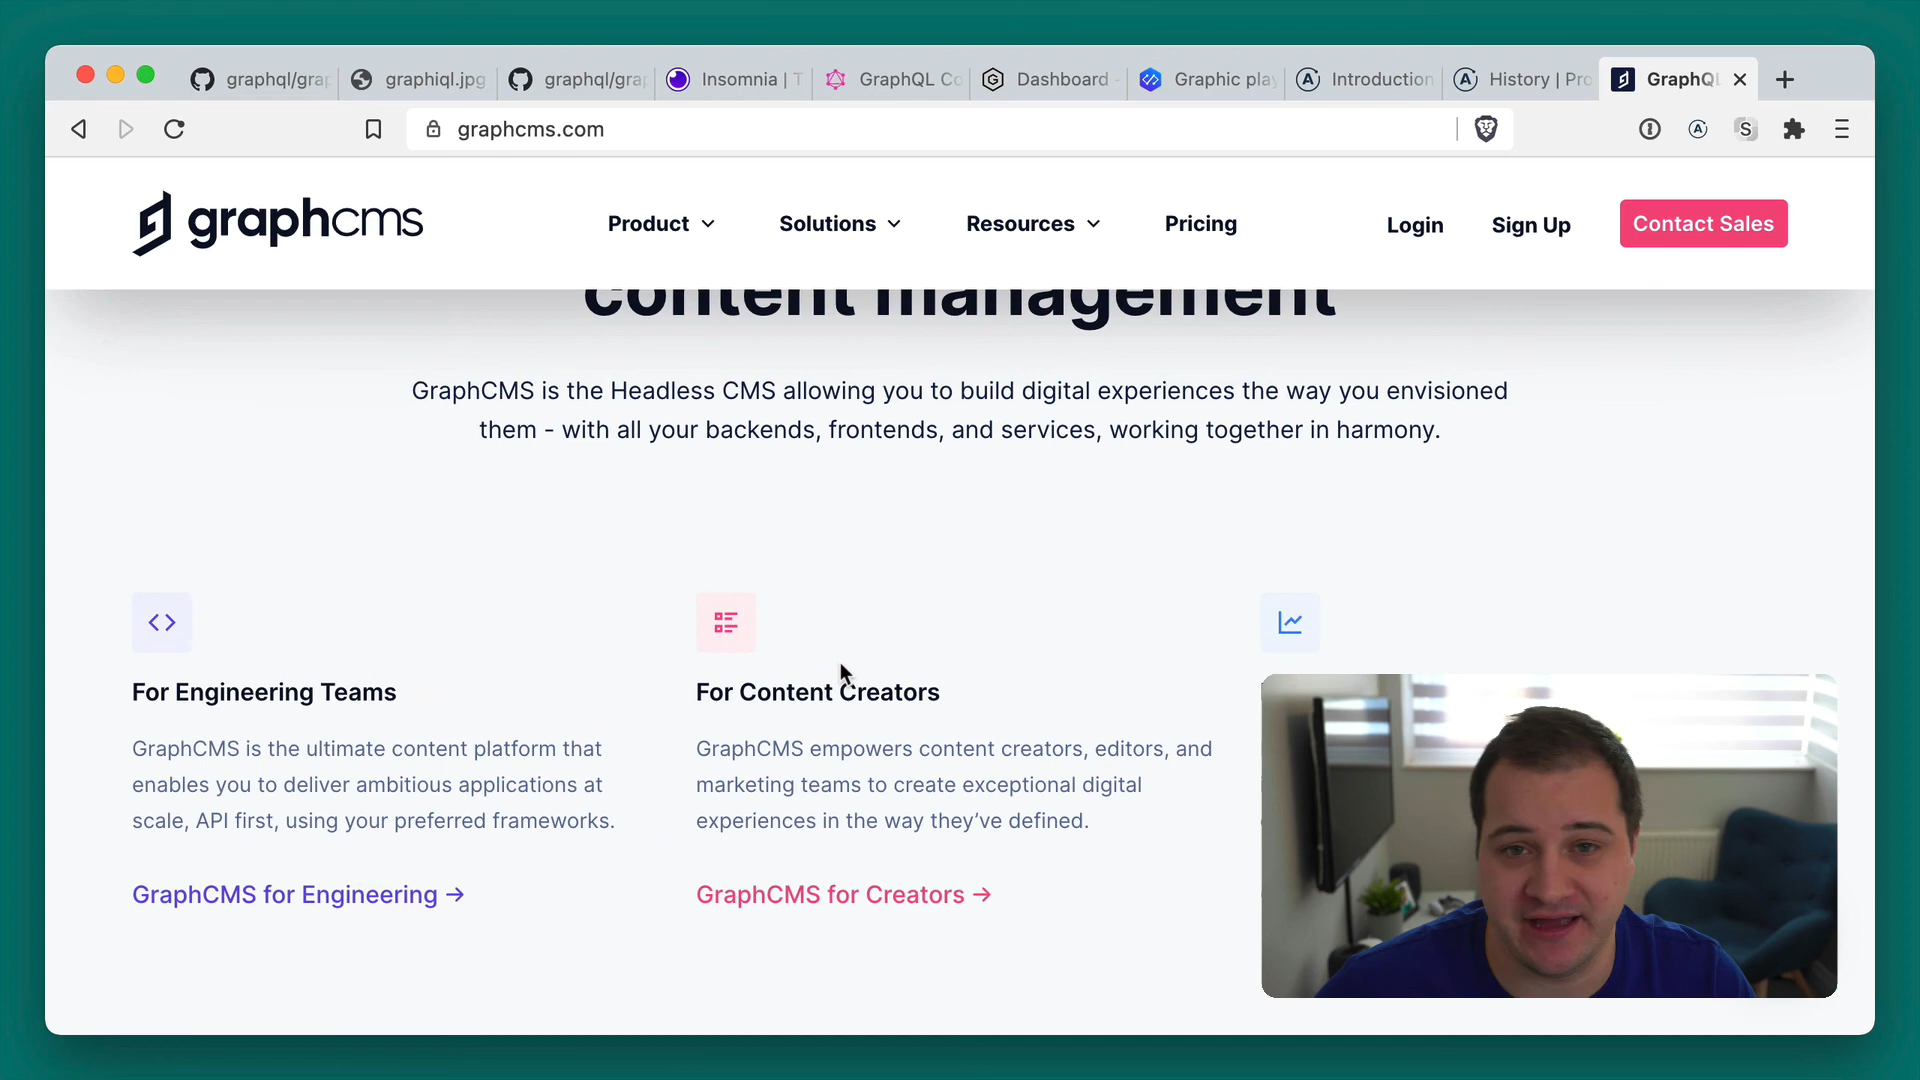 graphql/gra
graphiql.jpg
graphql/gra
Insomnia | T
GraphQL Co
Dashboard -
Graphic play
Introduction
History | Pro
GraphQL
graphcms.com
graphcms
Product
Solutions
Resources
Pricing
Login
Sign Up
Contact Sales
content management
GraphCMS is the Headless CMS allowing you to build digital experiences the way you envisioned
them - with all your backends, frontends, and services, working together in harmony.
For Engineering Teams
GraphCMS is the ultimate content platform that
enables you to deliver ambitious applications at
scale, API first, using your preferred frameworks.
GraphCMS for Engineering →
For Content Creators
GraphCMS empowers content creators, editors, and
marketing teams to create exceptional digital
experiences in the way they’ve defined.
GraphCMS for Creators →